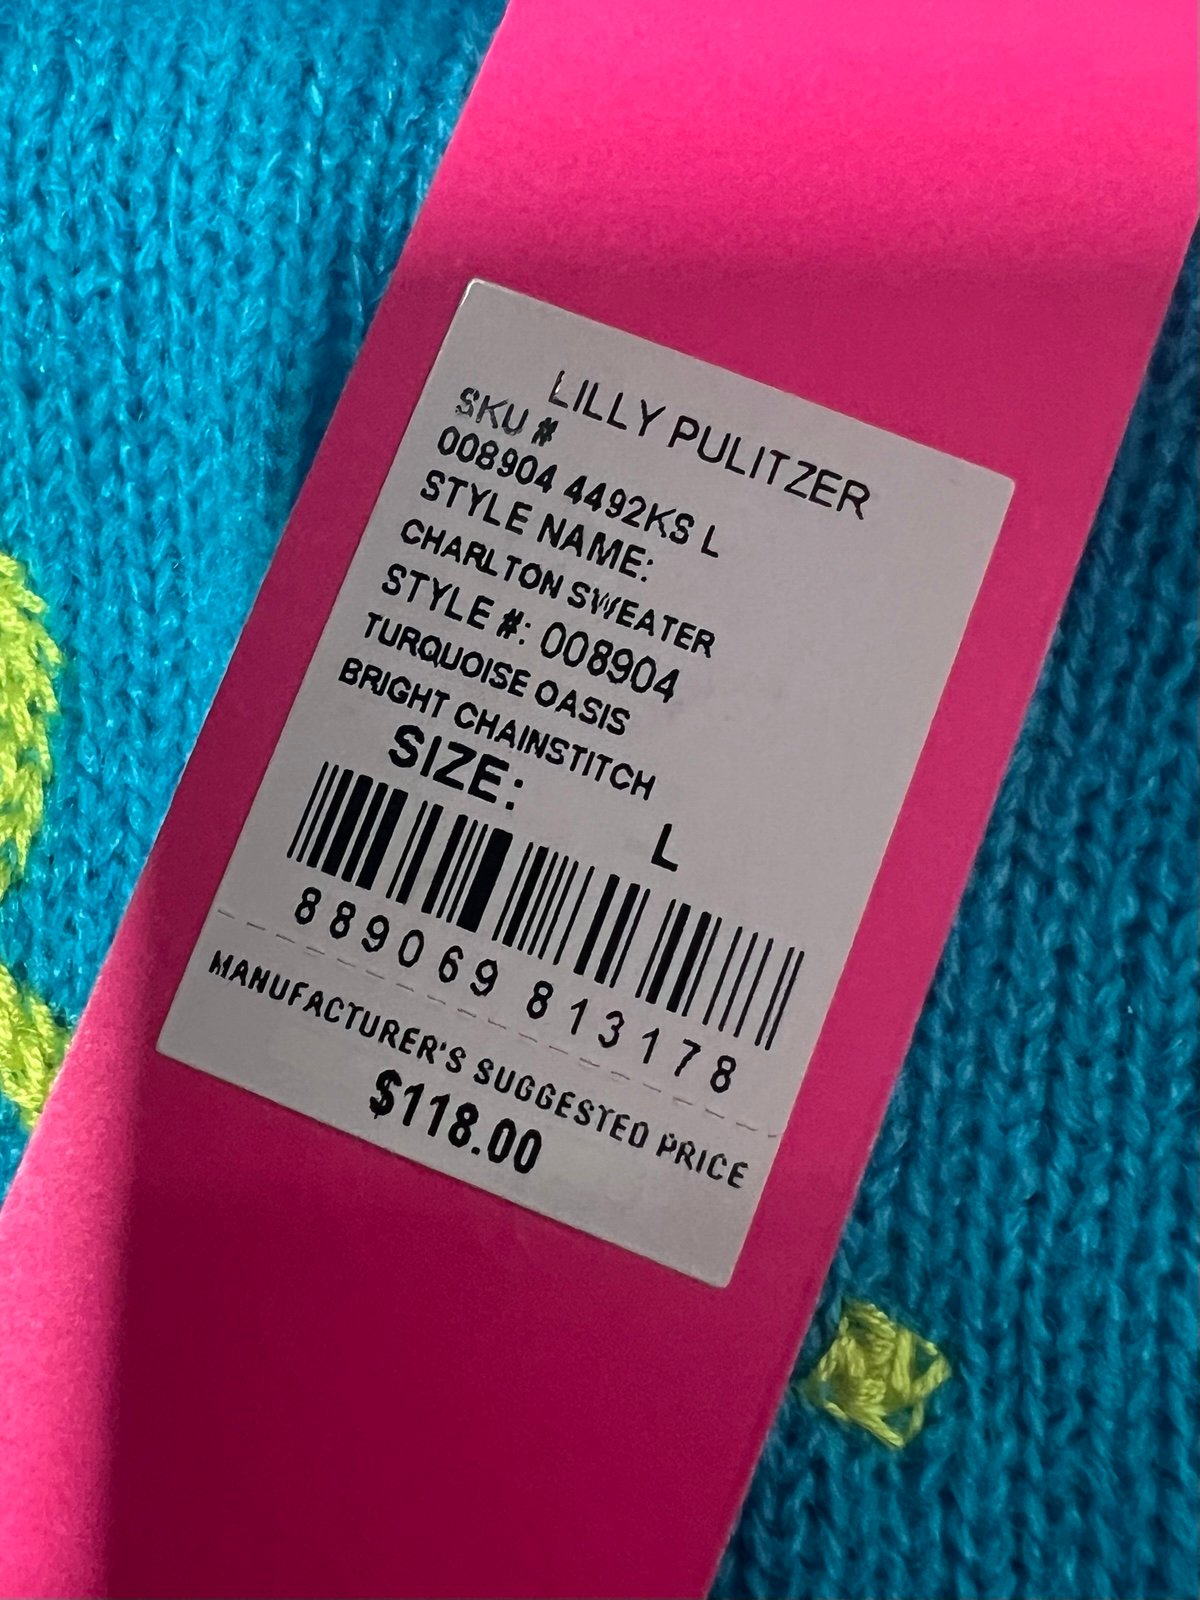 LILLY PULITZER
SKU #
008904 4492KS L
STYLE NAME:
CHARLTON SWEATER
STYLE #: 008904
TURQUOISE OASIS
BRIGHT CHAINSTITCH
SIZE: L
889069 813178
MANUFACTURER'S SUGGESTED PRICE
$118.00